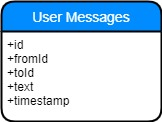 User Messages
+id
+fromId
+toId
+text
+timestamp